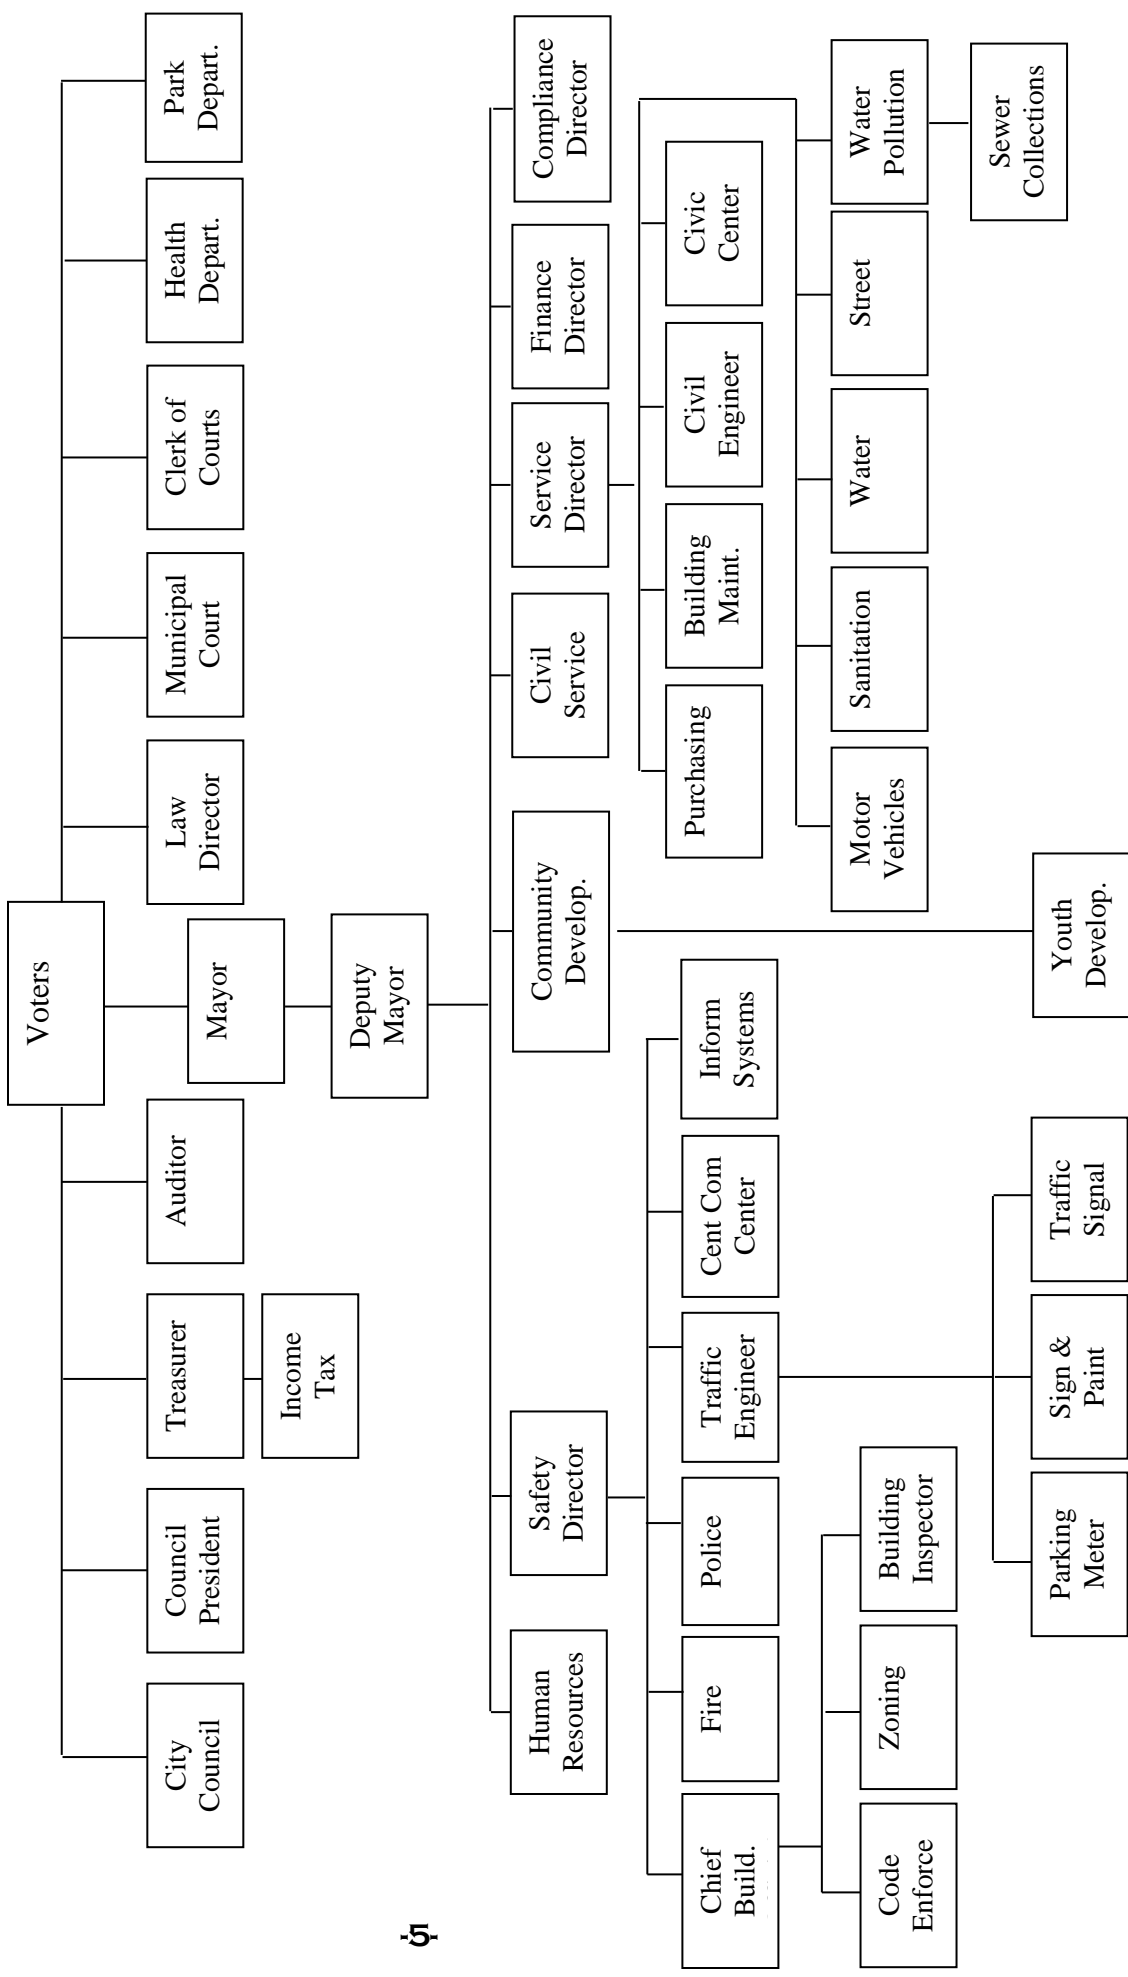 Voters
City
Council
Council
President
Treasurer
Auditor
Mayor
Law
Director
Municipal
Court
Clerk of
Courts
Health
Depart.
Park
Depart.
Income
Tax
Deputy
Mayor
Human
Resources
Safety
Director
Community
Develop.
Civil
Service
Service
Director
Finance
Director
Compliance
Director
Chief
Build.
Fire
Police
Traffic
Engineer
Cent Com
Center
Inform
Systems
Purchasing
Building
Maint.
Civil
Engineer
Civic
Center
Code
Enforce
Zoning
Building
Inspector
Motor
Vehicles
Sanitation
Water
Street
Water
Pollution
Sewer
Collections
Parking
Meter
Sign &
Paint
Traffic
Signal
Youth
Develop.
-5-